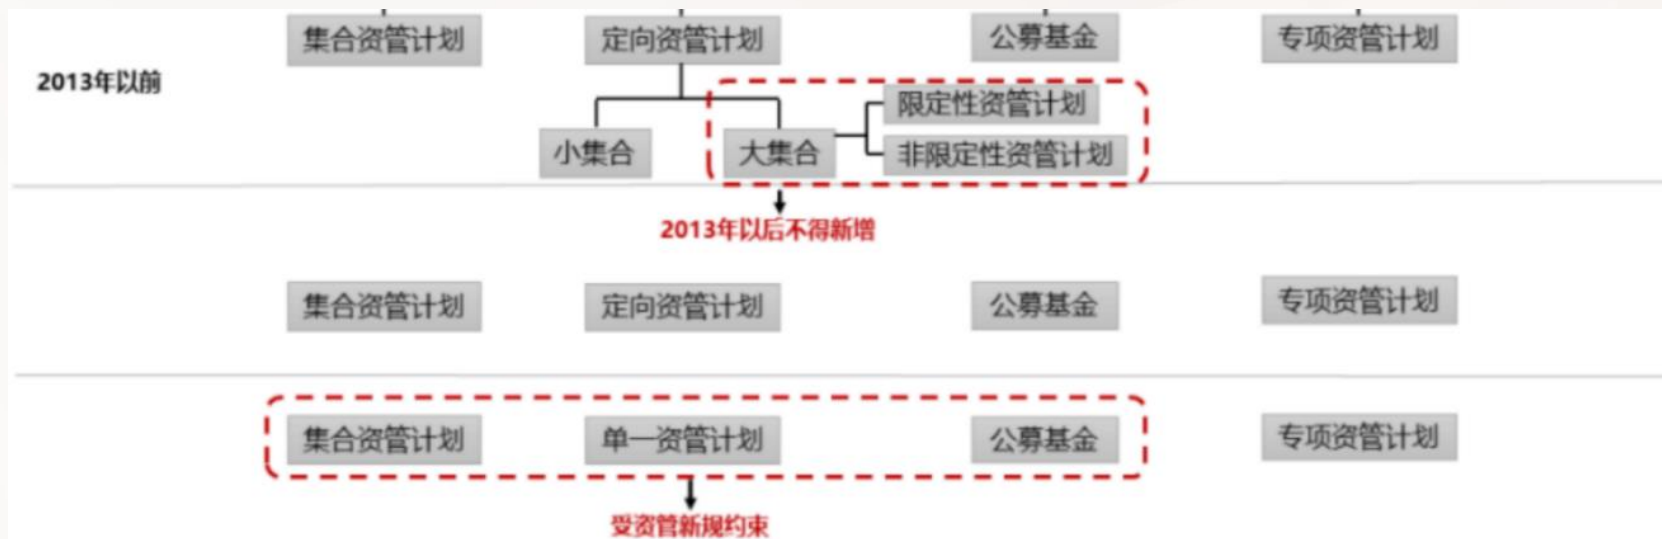 集合资管计划 定向资管计划 公募基金 专项资管计划
2013年以前
限定性资管计划
小集合 大集合 非限定性资管计划
2013年以后不得新增
集合资管计划 定向资管计划 公募基金 专项资管计划
集合资管计划 单一资管计划 公募基金 专项资管计划
受资管新规约束